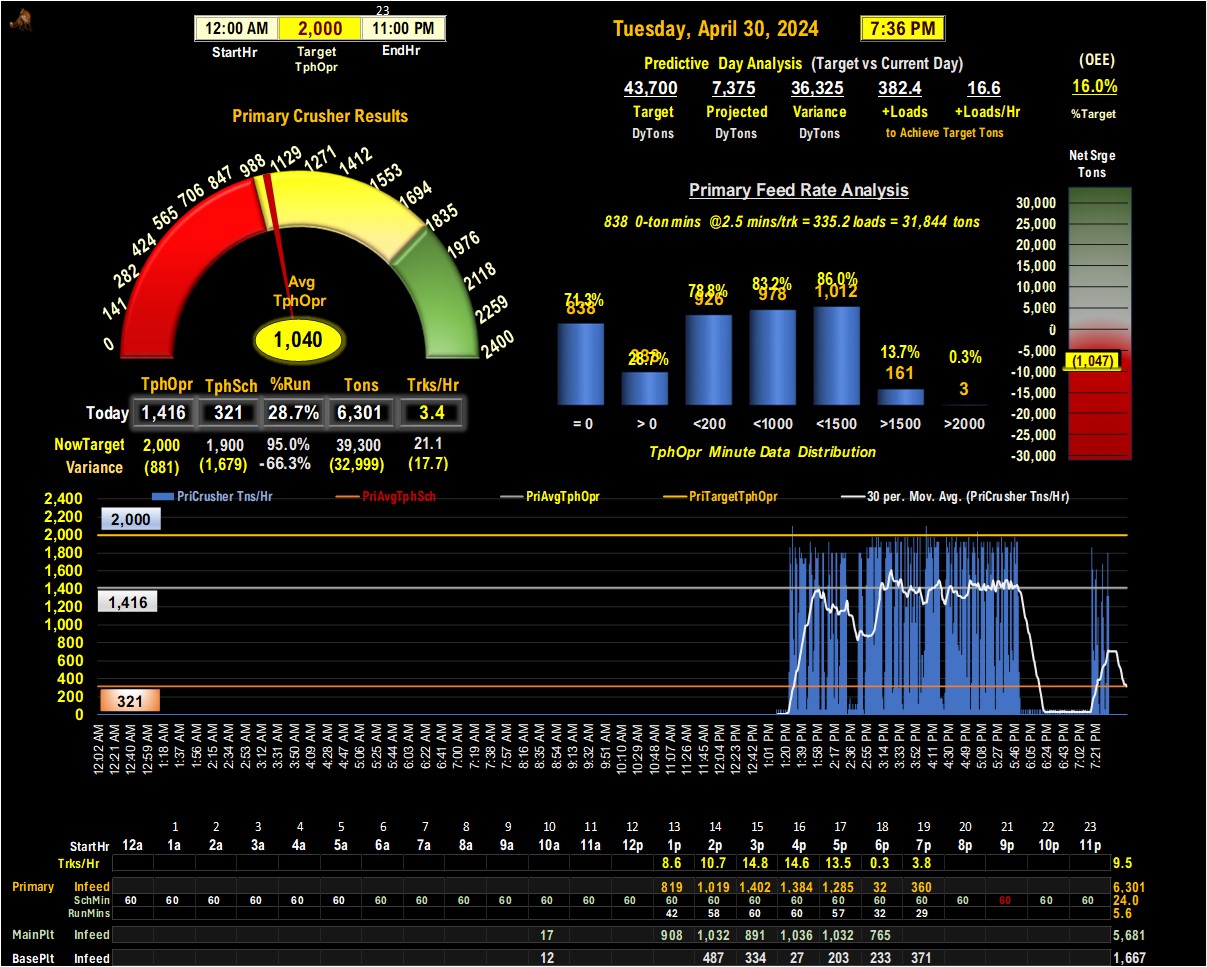 23
12:00 AM 2,000 11:00 PM
StartHr Target TphOpr EndHr
Tuesday, April 30, 2024 7:36 PM
Predictive Day Analysis (Target vs Current Day)
43,700 7,375 36,325 382.4 16.6
Target Projected Variance +Loads +Loads/Hr
DyTons DyTons DyTons to Achieve Target Tons
(OEE)
16.0%
%Target
Primary Crusher Results
0 141 282 424 565 706 847 988 1129 1271 1412 1553 1694 1835 1976 2118 2259 2400
Avg
TphOpr
1,040
TphOpr TphSch %Run Tons Trks/Hr
Today 1,416 321 28.7% 6,301 3.4
NowTarget 2,000 1,900 95.0% 39,300 21.1
Variance (881) (1,679) -66.3% (32,999) (17.7)
Primary Feed Rate Analysis
838 0-ton mins @2.5 mins/trk = 335.2 loads = 31,844 tons
71.3% 28.7% 78.8% 83.2% 86.0% 13.7% 0.3%
838 926 978 1,012 161 3
= 0 > 0 <200 <1000 <1500 >1500 >2000
TphOpr Minute Data Distribution
Net Srge
Tons
30,000
25,000
20,000
15,000
10,000
5,000
0
-5,000
(1,047)
-10,000
-15,000
-20,000
-25,000
-30,000
PriCrusher Tns/Hr PriAvgTphSch PriAvgTphOpr PriTargetTphOpr 30 per. Mov. Avg. (PriCrusher Tns/Hr)
2,400
2,200
2,000
1,800
1,600
1,400
1,200
1,000
800
600
400
200
0
2,000
1,416
321
12:02 AM 12:21 AM 12:40 AM 12:59 AM 1:18 AM 1:37 AM 1:56 AM 2:15 AM 2:34 AM 2:53 AM 3:12 AM 3:31 AM 3:50 AM 4:09 AM 4:28 AM 4:47 AM 5:06 AM 5:25 AM 5:44 AM 6:03 AM 6:22 AM 6:41 AM 7:00 AM 7:19 AM 7:38 AM 7:57 AM 8:16 AM 8:35 AM 8:54 AM 9:13 AM 9:32 AM 9:51 AM 10:10 AM 10:29 AM 10:48 AM 11:07 AM 11:26 AM 11:45 AM 12:04 PM 12:23 PM 12:42 PM 1:01 PM 1:20 PM 1:39 PM 1:58 PM 2:17 PM 2:36 PM 2:55 PM 3:14 PM 3:33 PM 3:52 PM 4:11 PM 4:30 PM 4:49 PM 5:08 PM 5:27 PM 5:46 PM 6:05 PM 6:24 PM 6:43 PM 7:02 PM 7:21 PM
1 2 3 4 5 6 7 8 9 10 11 12 13 14 15 16 17 18 19 20 21 22 23
StartHr 12a 1a 2a 3a 4a 5a 6a 7a 8a 9a 10a 11a 12p 1p 2p 3p 4p 5p 6p 7p 8p 9p 10p 11p
Trks/Hr 8.6 10.7 14.8 14.6 13.5 0.3 3.8 9.5
Primary Infeed 819 1,019 1,402 1,384 1,285 32 360 6,301
SchMin 60 60 60 60 60 60 60 60 60 60 60 60 60 60 60 60 60 60 60 60 60 60 60 60 24.0
RunMins 42 58 60 60 57 32 29 5.6
MainPlt Infeed 17 908 1,032 891 1,036 1,032 765 5,681
BasePlt Infeed 12 487 334 27 203 233 371 1,667